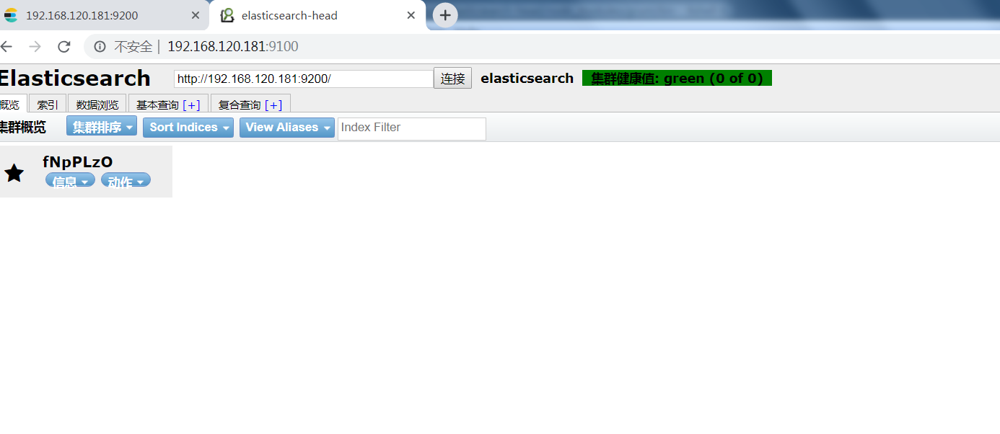 192.168.120.181:9200
elasticsearch-head
不安全 | 192.168.120.181:9100
Elasticsearch http://192.168.120.181:9200/ 连接 elasticsearch 集群健康值: green (0 of 0)
概览 索引 数据浏览 基本查询 [+] 复合查询 [+]
集群概览 集群排序 Sort Indices View Aliases Index Filter
fNpPLzO
信息 动作